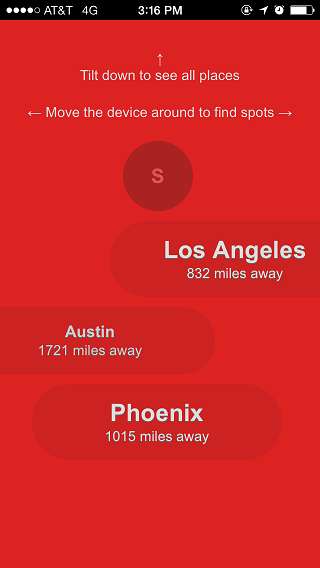 AT&T 4G 3:16 PM
↑
Tilt down to see all places
← Move the device around to find spots →
S
Los Angeles
832 miles away
Austin
1721 miles away
Phoenix
1015 miles away